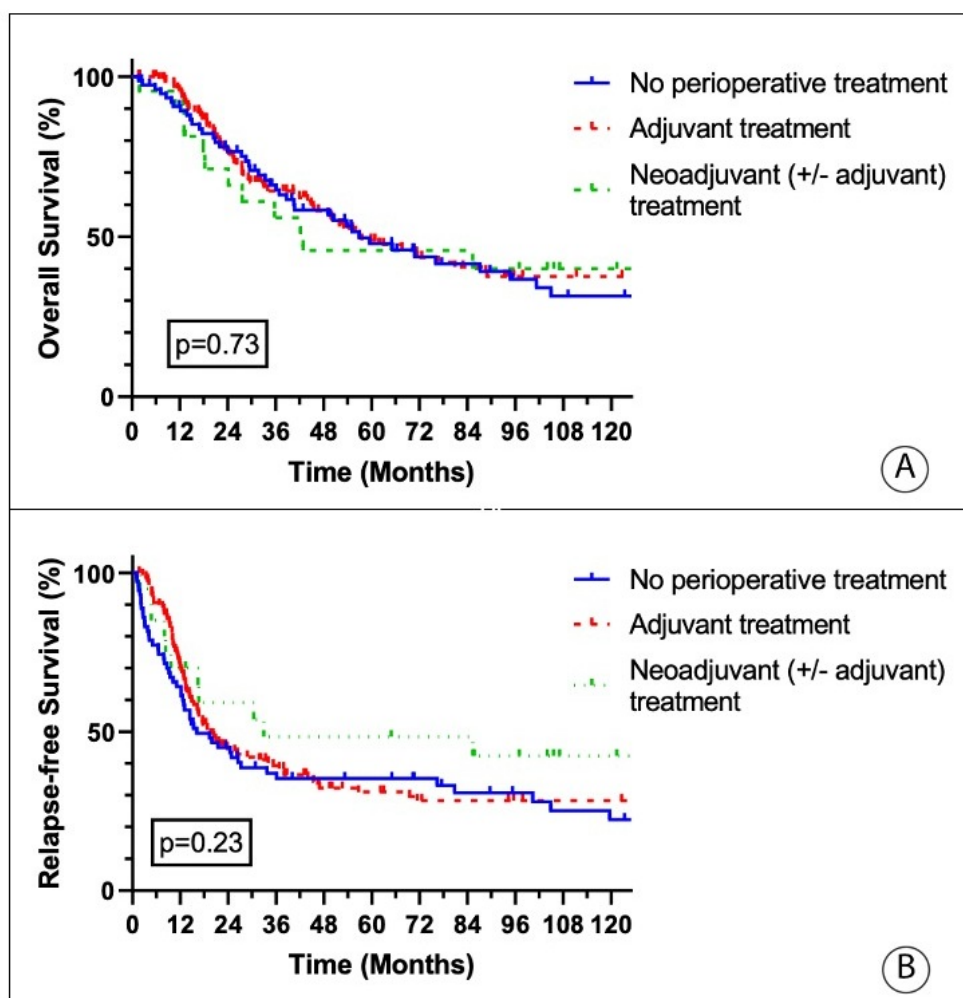 100
50
0
Overall Survival (%)
No perioperative treatment
Adjuvant treatment
Neoadjuvant (+/- adjuvant)
treatment
p=0.73
0 12 24 36 48 60 72 84 96 108 120
Time (Months)
A
100
50
0
Relapse-free Survival (%)
No perioperative treatment
Adjuvant treatment
Neoadjuvant (+/- adjuvant)
treatment
p=0.23
0 12 24 36 48 60 72 84 96 108 120
Time (Months)
B